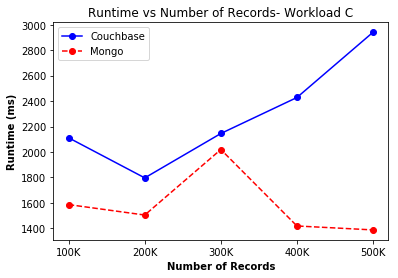 Runtime vs Number of Records- Workload C
Couchbase
Mongo
Runtime (ms)
3000
2800
2600
2400
2200
2000
1800
1600
1400
100K 200K 300K 400K 500K
Number of Records